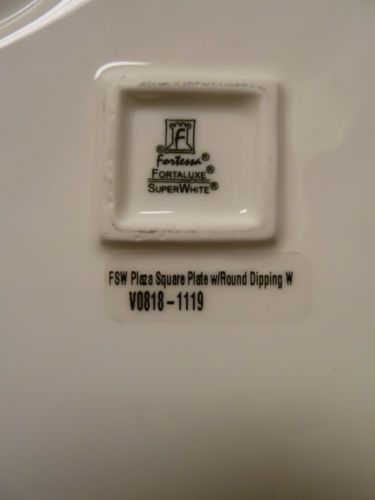 F
Fortessa®
FORTALUXE®
SUPERWHITE®
FSW Plaza Square Plate w/Round Dipping W
V0818-1119